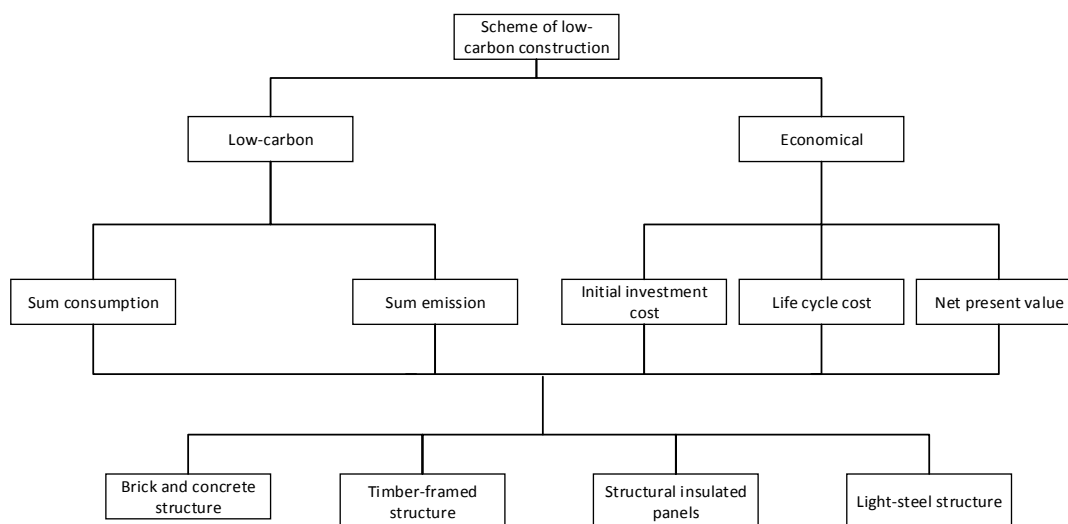 Scheme of low-
carbon construction
Low-carbon
Economical
Sum consumption
Sum emission
Initial investment
cost
Life cycle cost
Net present value
Brick and concrete
structure
Timber-framed
structure
Structural insulated
panels
Light-steel structure